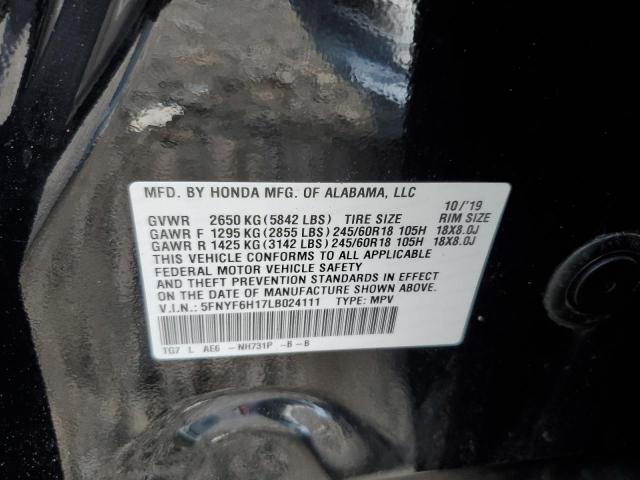 MFD. BY HONDA MFG. OF ALABAMA, LLC 10/'19
GVWR 2650 KG (5842 LBS) TIRE SIZE RIM SIZE
GAWR F 1295 KG (2855 LBS) 245/60R18 105H 18X8.0J
GAWR R 1425 KG (3142 LBS) 245/60R18 105H 18X8.0J
THIS VEHICLE CONFORMS TO ALL APPLICABLE
FEDERAL MOTOR VEHICLE SAFETY
AND THEFT PREVENTION STANDARDS IN EFFECT
ON THE DATE OF MANUFACTURE SHOWN ABOVE.
V.I.N.: 5FNYF6H17LB024111 TYPE: MPV
TG7 L AE6 -NH731P -B-B